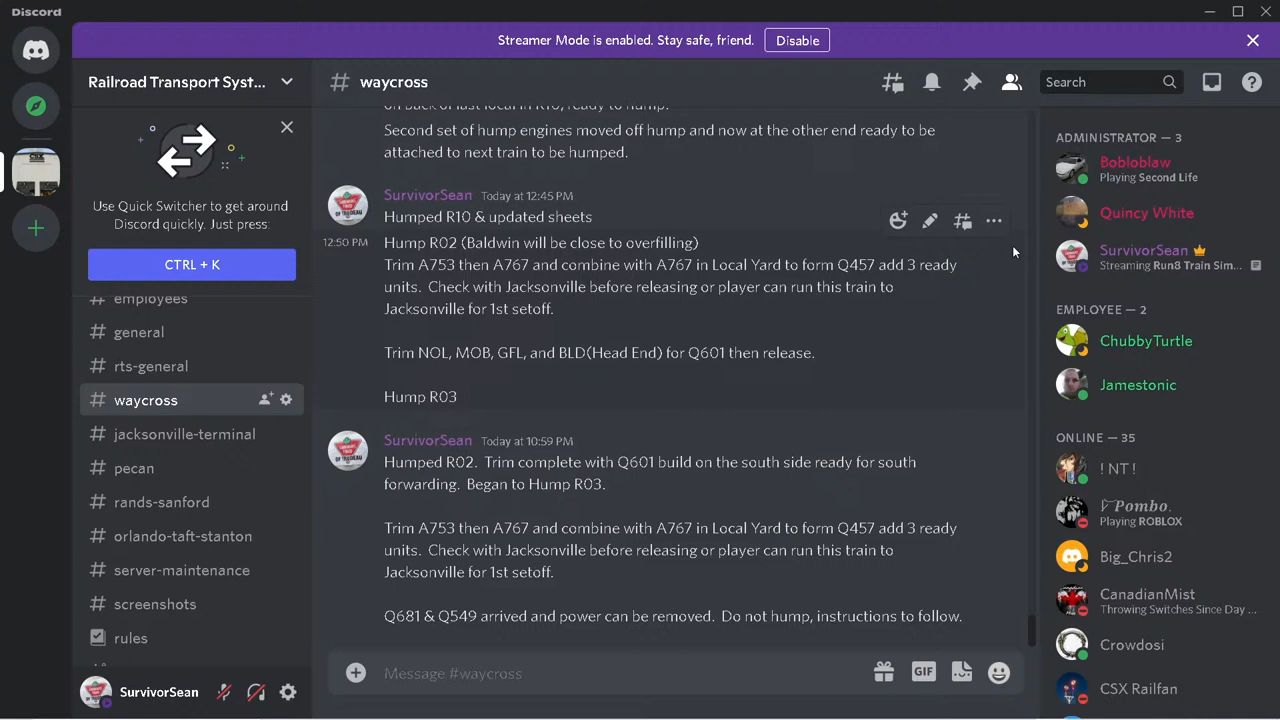 Discord
Streamer Mode is enabled. Stay safe, friend.
Disable
Railroad Transport Syst...
# waycross
Search
Use Quick Switcher to get around
Discord quickly. Just press:
CTRL + K
# employees
# general
# rts-general
# waycross
# jacksonville-terminal
# pecan
# rands-sanford
# orlando-taft-stanton
# server-maintenance
# screenshots
rules
SurvivorSean
on Back of last local in R10, ready to hump.
Second set of hump engines moved off hump and now at the other end ready to be
attached to next train to be humped.
SurvivorSean Today at 12:45 PM
Humped R10 & updated sheets
12:50 PM Hump R02 (Baldwin will be close to overfilling)
Trim A753 then A767 and combine with A767 in Local Yard to form Q457 add 3 ready
units. Check with Jacksonville before releasing or player can run this train to
Jacksonville for 1st setoff.
Trim NOL, MOB, GFL, and BLD(Head End) for Q601 then release.
Hump R03
SurvivorSean Today at 10:59 PM
Humped R02. Trim complete with Q601 build on the south side ready for south
forwarding. Began to Hump R03.
Trim A753 then A767 and combine with A767 in Local Yard to form Q457 add 3 ready
units. Check with Jacksonville before releasing or player can run this train to
Jacksonville for 1st setoff.
Q681 & Q549 arrived and power can be removed. Do not hump, instructions to follow.
Message #waycross
GIF
ADMINISTRATOR — 3
Bobloblaw
Playing Second Life
Quincy White
SurvivorSean
Streaming Run8 Train Sim...
EMPLOYEE — 2
ChubbyTurtle
Jamestonic
ONLINE — 35
! NT !
Pombo.
Playing ROBLOX
Big_Chris2
CanadianMist
Throwing Switches Since Day ...
Crowdosi
CSX Railfan